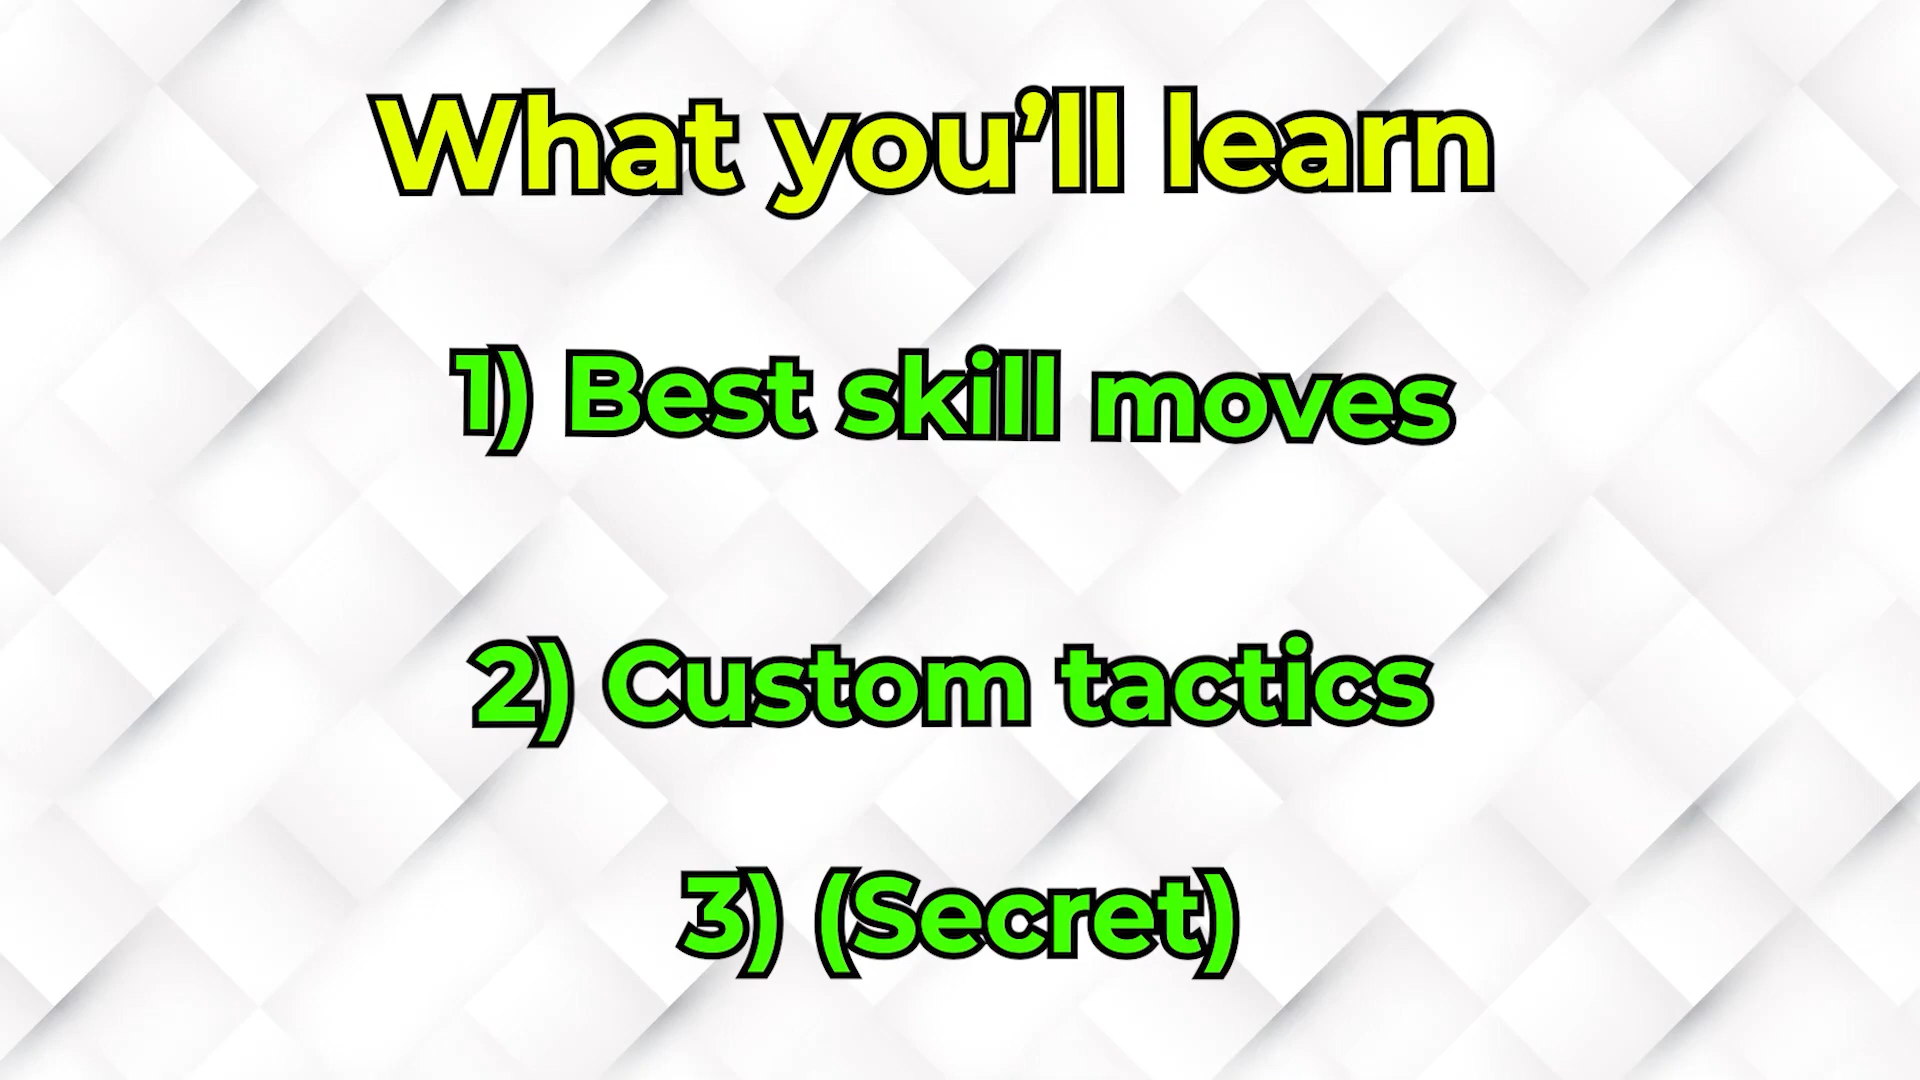 What you’ll learn
1) Best skill moves
2) Custom tactics
3) (Secret)